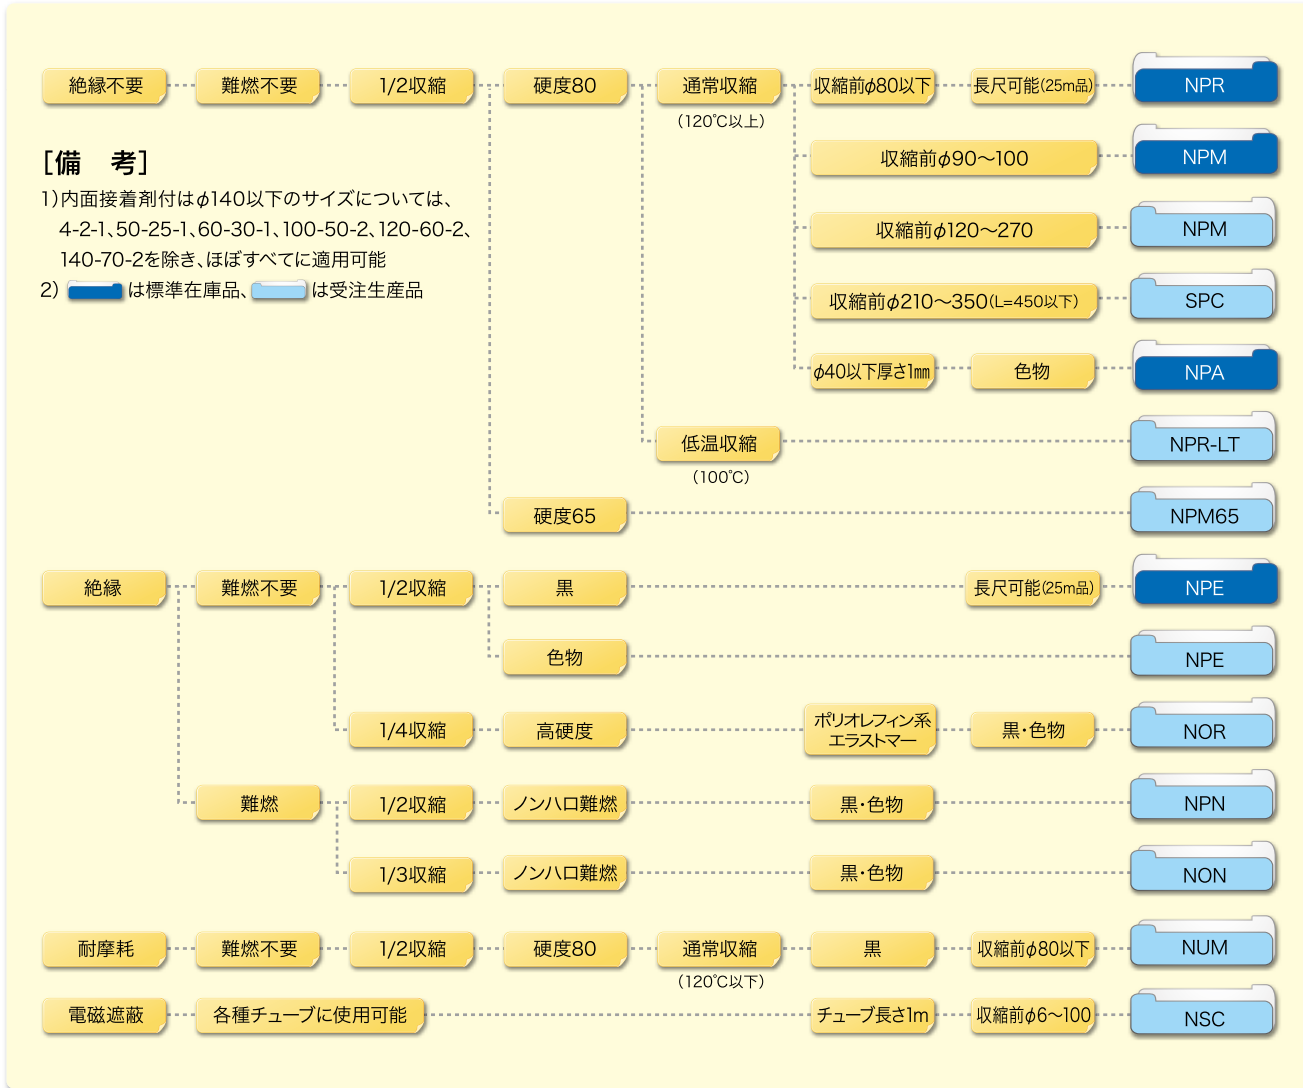 絶縁不要 難燃不要 1/2収縮 硬度80 通常収縮 収縮前φ80以下 長尺可能(25m品) NPR
(120℃以上)
収縮前φ90～100 NPM
[備　考]
1)内面接着剤付はφ140以下のサイズについては、
4-2-1、50-25-1、60-30-1、100-50-2、120-60-2、
140-70-2を除き、ほぼすべてに適用可能
2) は標準在庫品、 は受注生産品
収縮前φ120～270 NPM
収縮前φ210～350(L=450以下) SPC
φ40以下厚さ1㎜ 色物 NPA
低温収縮 NPR-LT
(100℃)
硬度65 NPM65
絶縁 難燃不要 1/2収縮 黒 長尺可能(25m品) NPE
色物 NPE
1/4収縮 高硬度 ポリオレフィン系
エラストマー 黒・色物 NOR
難燃 1/2収縮 ノンハロ難燃 黒・色物 NPN
1/3収縮 ノンハロ難燃 黒・色物 NON
耐摩耗 難燃不要 1/2収縮 硬度80 通常収縮 黒 収縮前φ80以下 NUM
(120℃以下)
電磁遮蔽 各種チューブに使用可能 チューブ長さ1m 収縮前φ6～100 NSC